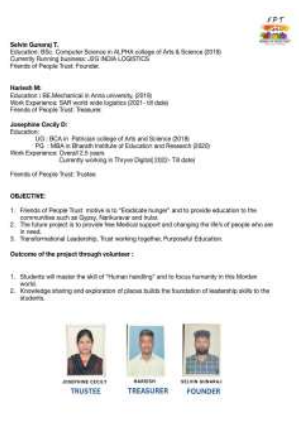 FPT
Selvin Gunaraj T.
Education: BSc. Computer Science in ALPHA college of Arts & Science (2019)
Currently Running business: JSG INDIA LOGISTICS
Friends of People Trust: Founder.
Harish M:
Education : BE.Mechanical in Anna university. (2019)
Work Experience: SAR world wide logistics (2021- till date)
Friends of People Trust: Treasurer.
Josephine Cecily D:
Education:
UG : BCA in Patrician college of Arts and Science (2018)
PG : MBA in Bharath Institute of Education and Research (2020)
Work Experience: Overall 2.5 years
Currently working in Thryve Digital( 2022- Till date)
Friends of People Trust: Trustee.
OBJECTIVE:
1. Friends of People Trust motive is to "Eradicate hunger" and to provide education to the
communities such as Gypsy, Narikuravar and Irular.
2. The future project is to provide free Medical support and changing the life's of people who are
in need.
3. Transformational Leadership, Trust working together, Purposeful Education.
Outcome of the project through volunteer :
1. Students will master the skill of "Human handling" and to focus humanity in this Morden
world.
2. Knowledge sharing and exploration of places builds the foundation of leadership skills to the
students.
JOSEPHINE CECILY
TRUSTEE
HARRISH
TREASURER
SELVIN GUNARAJ
FOUNDER